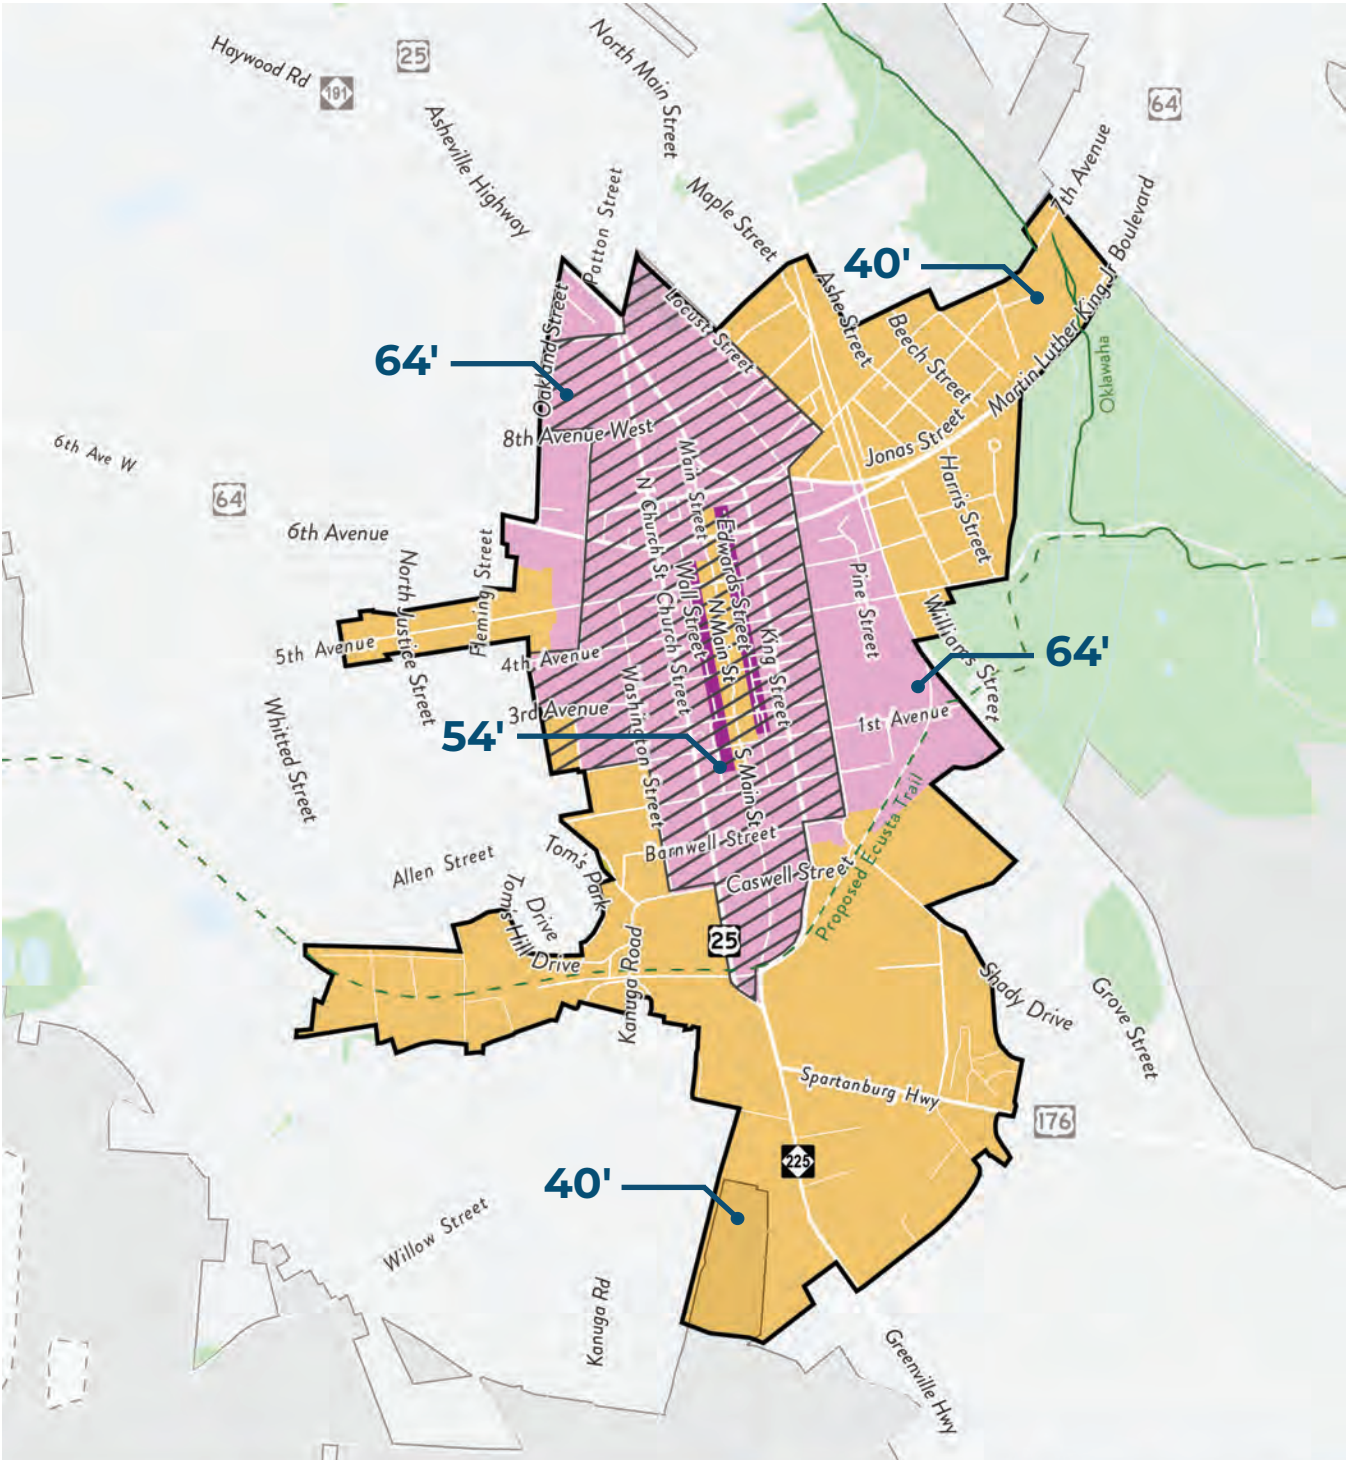 North Main Street
25
Haywood Rd
191
64
Asheville Highway
7th Avenue
Patton Street
Maple Street
Martin Luther King Jr Boulevard
40'
Ashe Street
Locust Street
Oakland Street
Beech Street
64'
Oklawaha
8th Avenue West
6th Ave W
Main Street
Jonas Street
Harris Street
64
N Church St
6th Avenue
Edwards Street
Fleming Street
North Justice Street
Wall Street
Pine Street
N Main St
Church Street
Williams Street
King Street
5th Avenue
4th Avenue
64'
Washington Street
3rd Avenue
1st Avenue
Whitted Street
54'
S Main St
Proposed Ecusta Trail
Barnwell Street
Allen Street
Tom's Park
Caswell Street
Drive
Tom's Hill Drive
25
Kanuga Road
Shady Drive
Grove Street
Spartanburg Hwy
176
225
40'
Willow Street
Kanuga Rd
Greenville Hwy